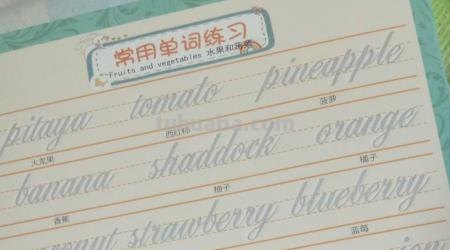 常用单词练习
Fruits and vegetables 水果和蔬菜
pitaya tomato pineapple
火龙果 西红柿 菠萝
banana shaddock orange
香蕉 柚子 橘子
strawberry blueberry
蓝莓
tubuaba.com